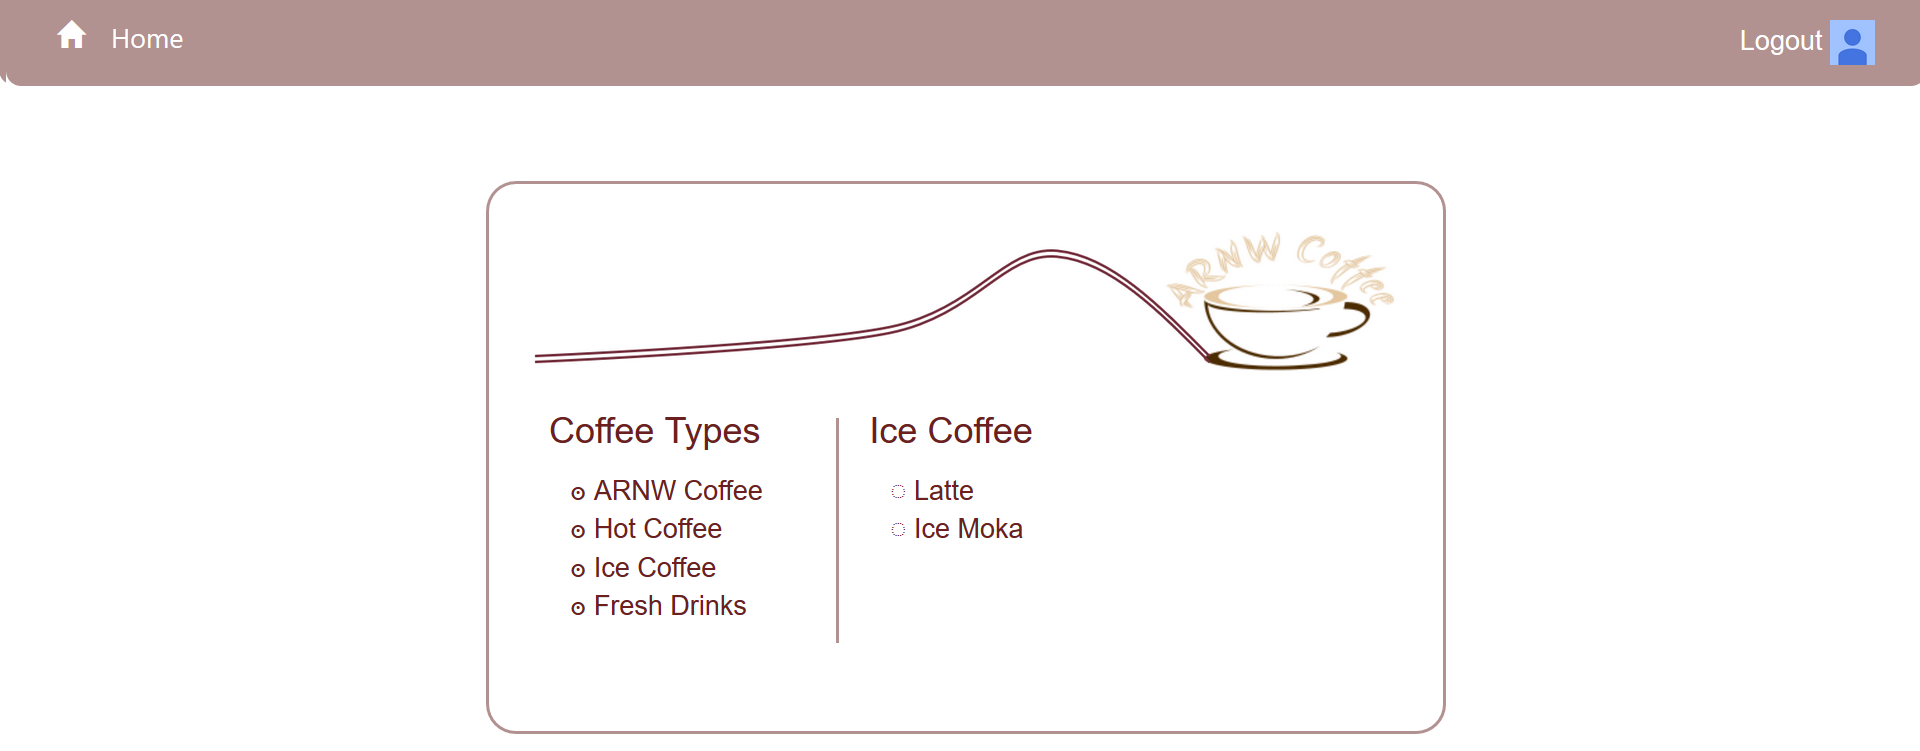 Home
Logout
ARNW Coffee
Coffee Types
ARNW Coffee
Hot Coffee
Ice Coffee
Fresh Drinks
Ice Coffee
Latte
Ice Moka